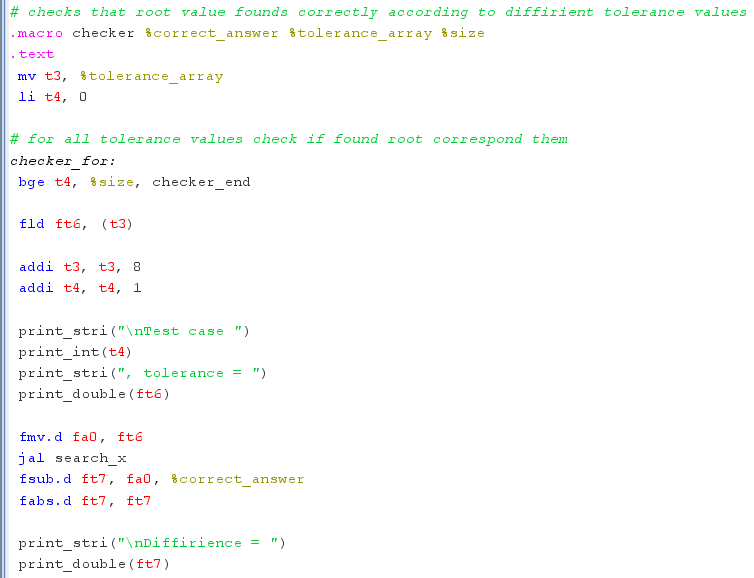 # checks that root value founds correctly according to diffirient tolerance values
.macro checker %correct_answer %tolerance_array %size
.text
mv t3, %tolerance_array
li t4, 0
# for all tolerance values check if found root correspond them
checker_for:
bge t4, %size, checker_end
fld ft6, (t3)
addi t3, t3, 8
addi t4, t4, 1
print_stri("\nTest case ")
print_int(t4)
print_stri(", tolerance = ")
print_double(ft6)
fmv.d fa0, ft6
jal search_x
fsub.d ft7, fa0, %correct_answer
fabs.d ft7, ft7
print_stri("\nDiffirience = ")
print_double(ft7)